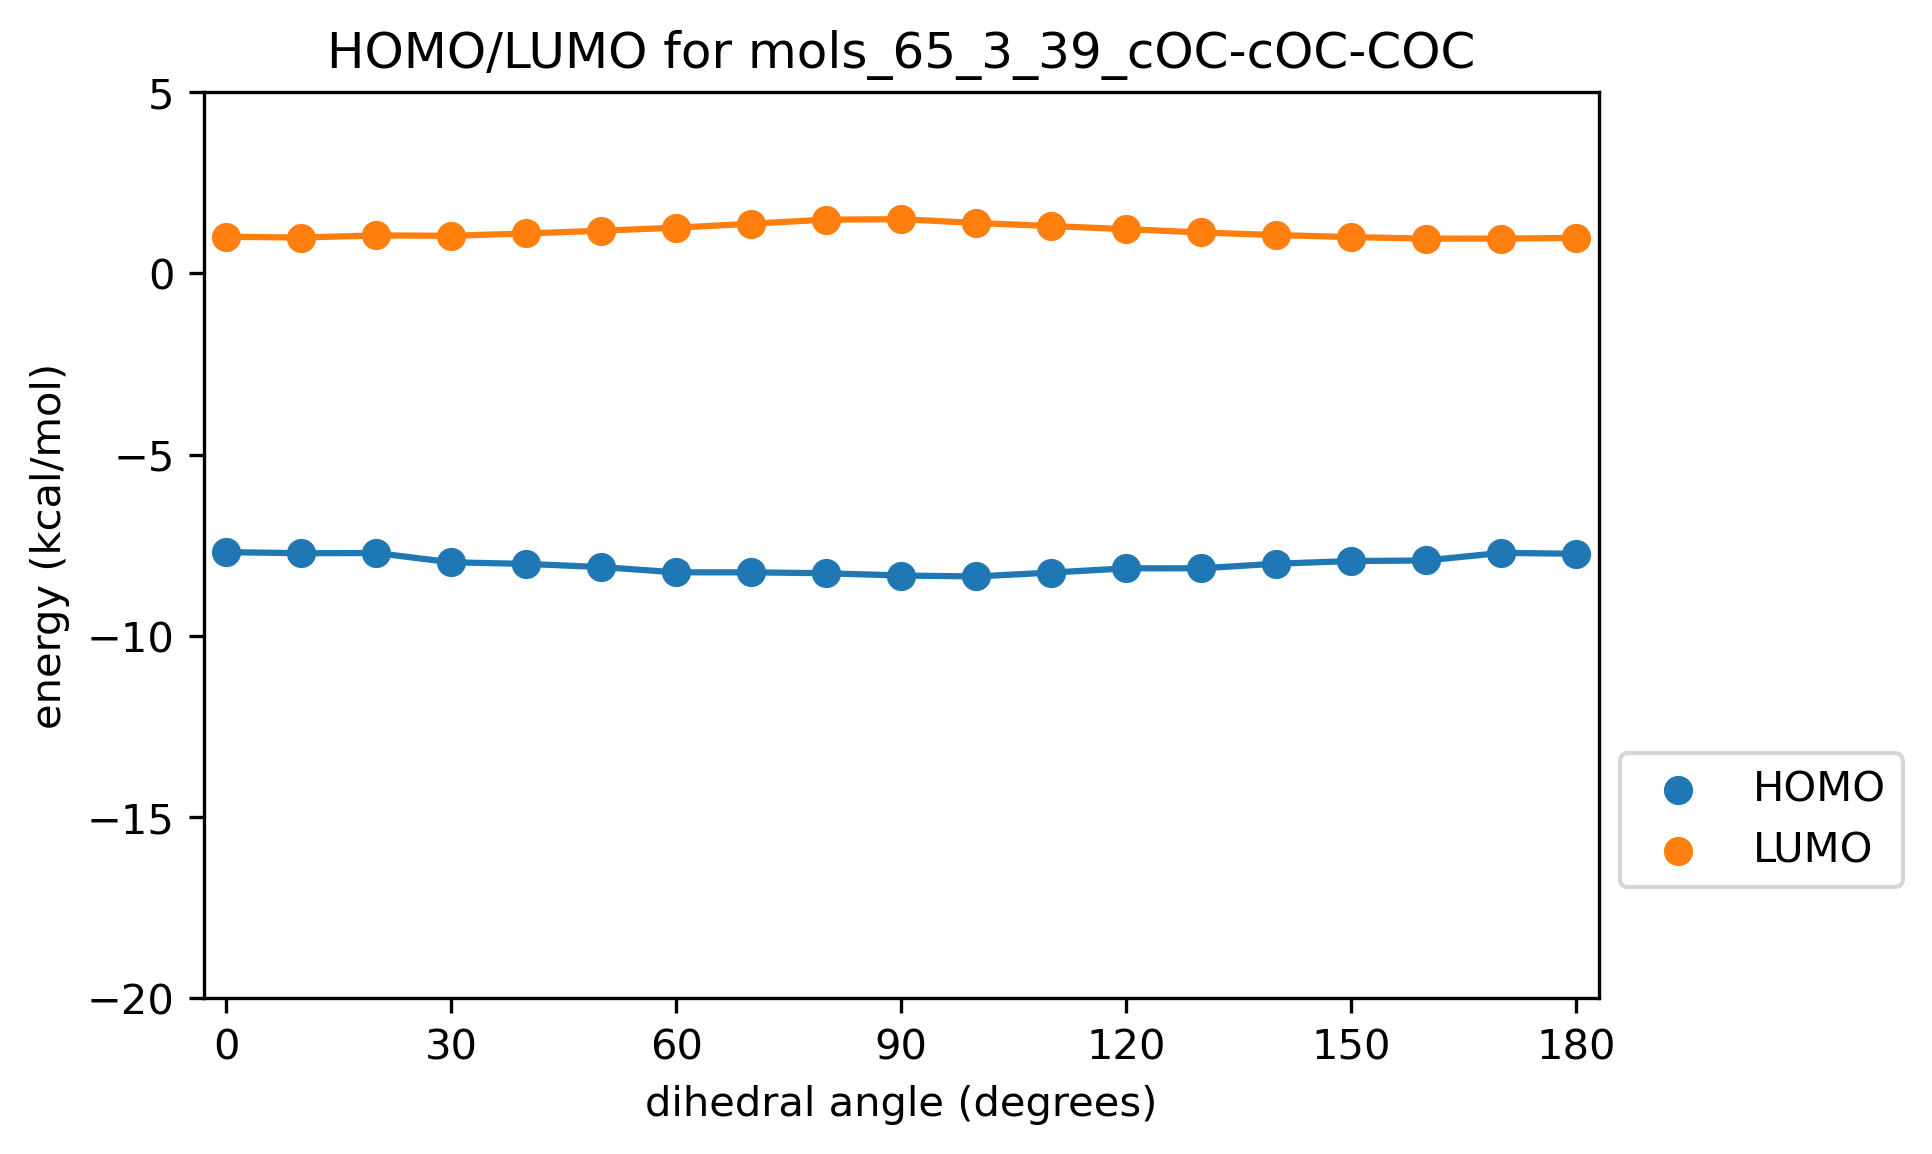 HOMO/LUMO for mols_65_3_39_cOC-cOC-COC
5
0
−5
−10
−15
−20
energy (kcal/mol)
0 30 60 90 120 150 180
dihedral angle (degrees)
HOMO
LUMO